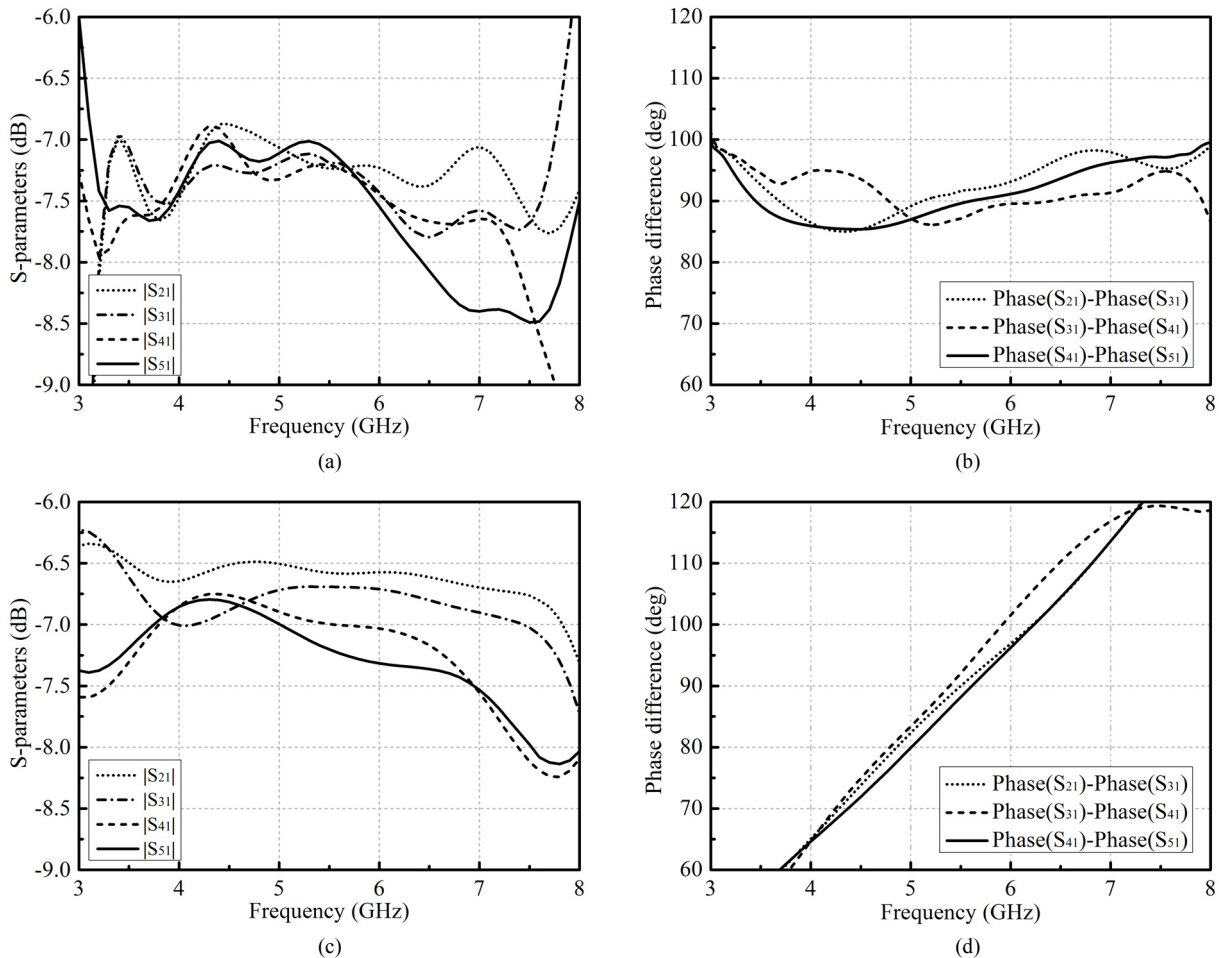 -6.0
-6.5
-7.0
-7.5
-8.0
-8.5
-9.0
S-parameters (dB)
|S21|
|S31|
|S41|
|S51|
3 4 5 6 7 8
Frequency (GHz)
(a)
120
110
100
90
80
70
60
Phase difference (deg)
Phase(S21)-Phase(S31)
Phase(S31)-Phase(S41)
Phase(S41)-Phase(S51)
3 4 5 6 7 8
Frequency (GHz)
(b)
-6.0
-6.5
-7.0
-7.5
-8.0
-8.5
-9.0
S-parameters (dB)
|S21|
|S31|
|S41|
|S51|
3 4 5 6 7 8
Frequency (GHz)
(c)
120
110
100
90
80
70
60
Phase difference (deg)
Phase(S21)-Phase(S31)
Phase(S31)-Phase(S41)
Phase(S41)-Phase(S51)
3 4 5 6 7 8
Frequency (GHz)
(d)